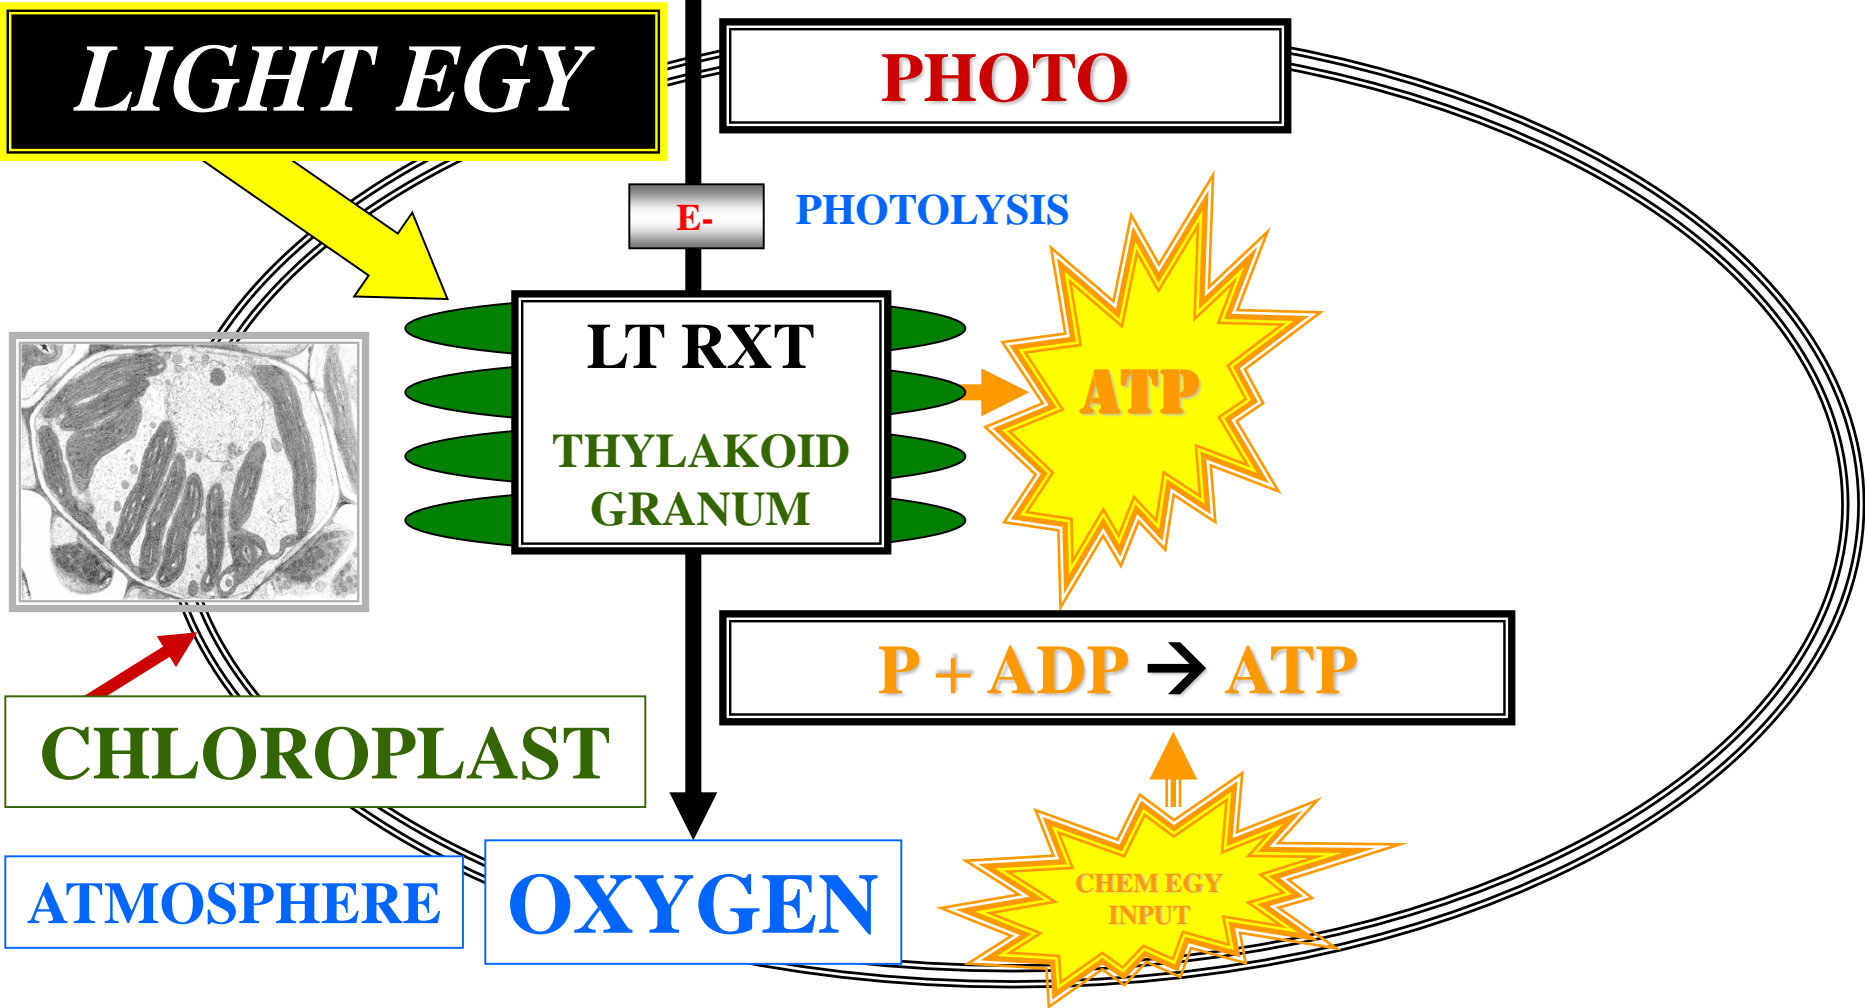 LIGHT EGY
PHOTO
E-
PHOTOLYSIS
LT RXT
THYLAKOID
GRANUM
ATP
P + ADP → ATP
CHLOROPLAST
ATMOSPHERE
OXYGEN
CHEM EGY
INPUT